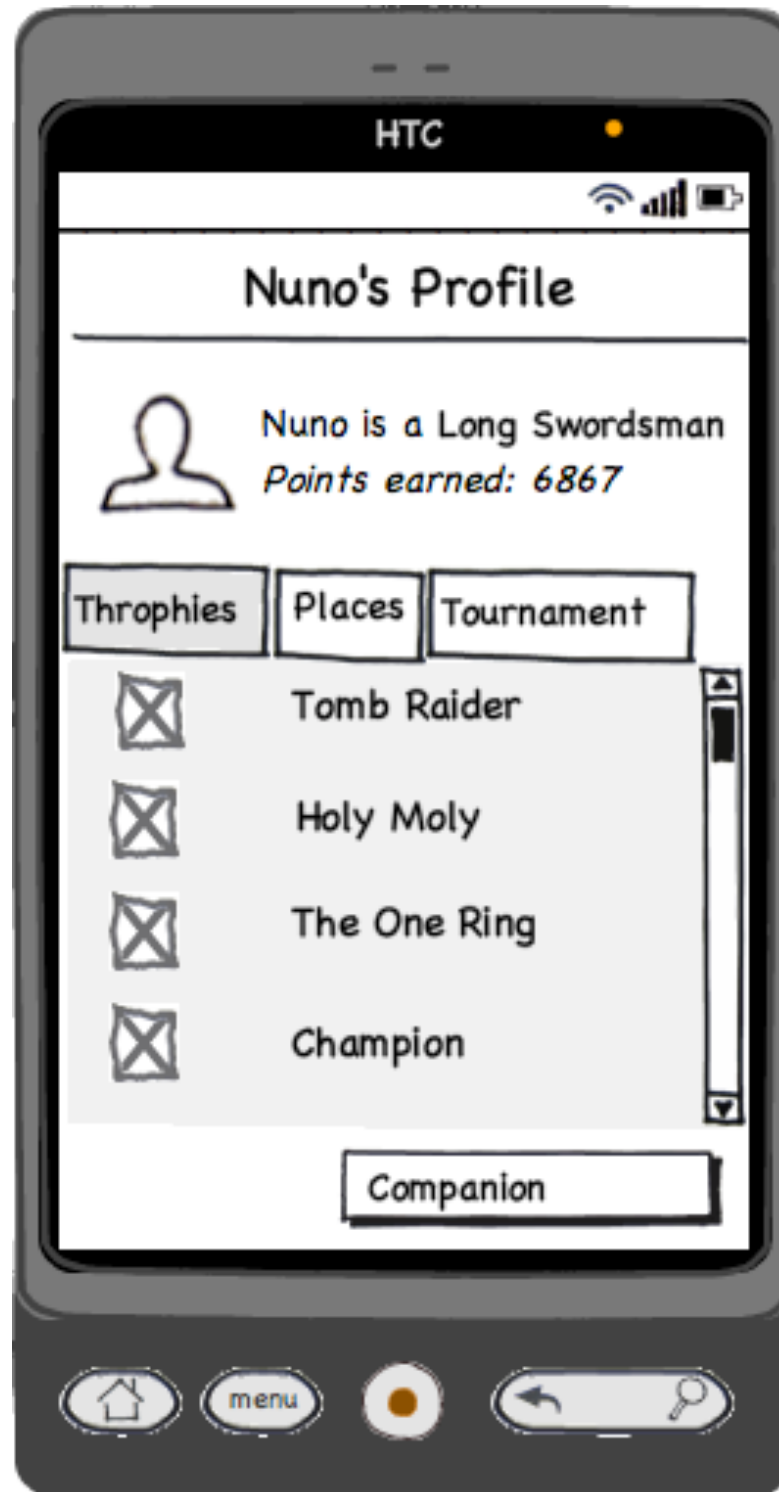 HTC
Nuno's Profile
Nuno is a Long Swordsman
Points earned: 6867
Throphies Places Tournament
Tomb Raider
Holy Moly
The One Ring
Champion
Companion
menu